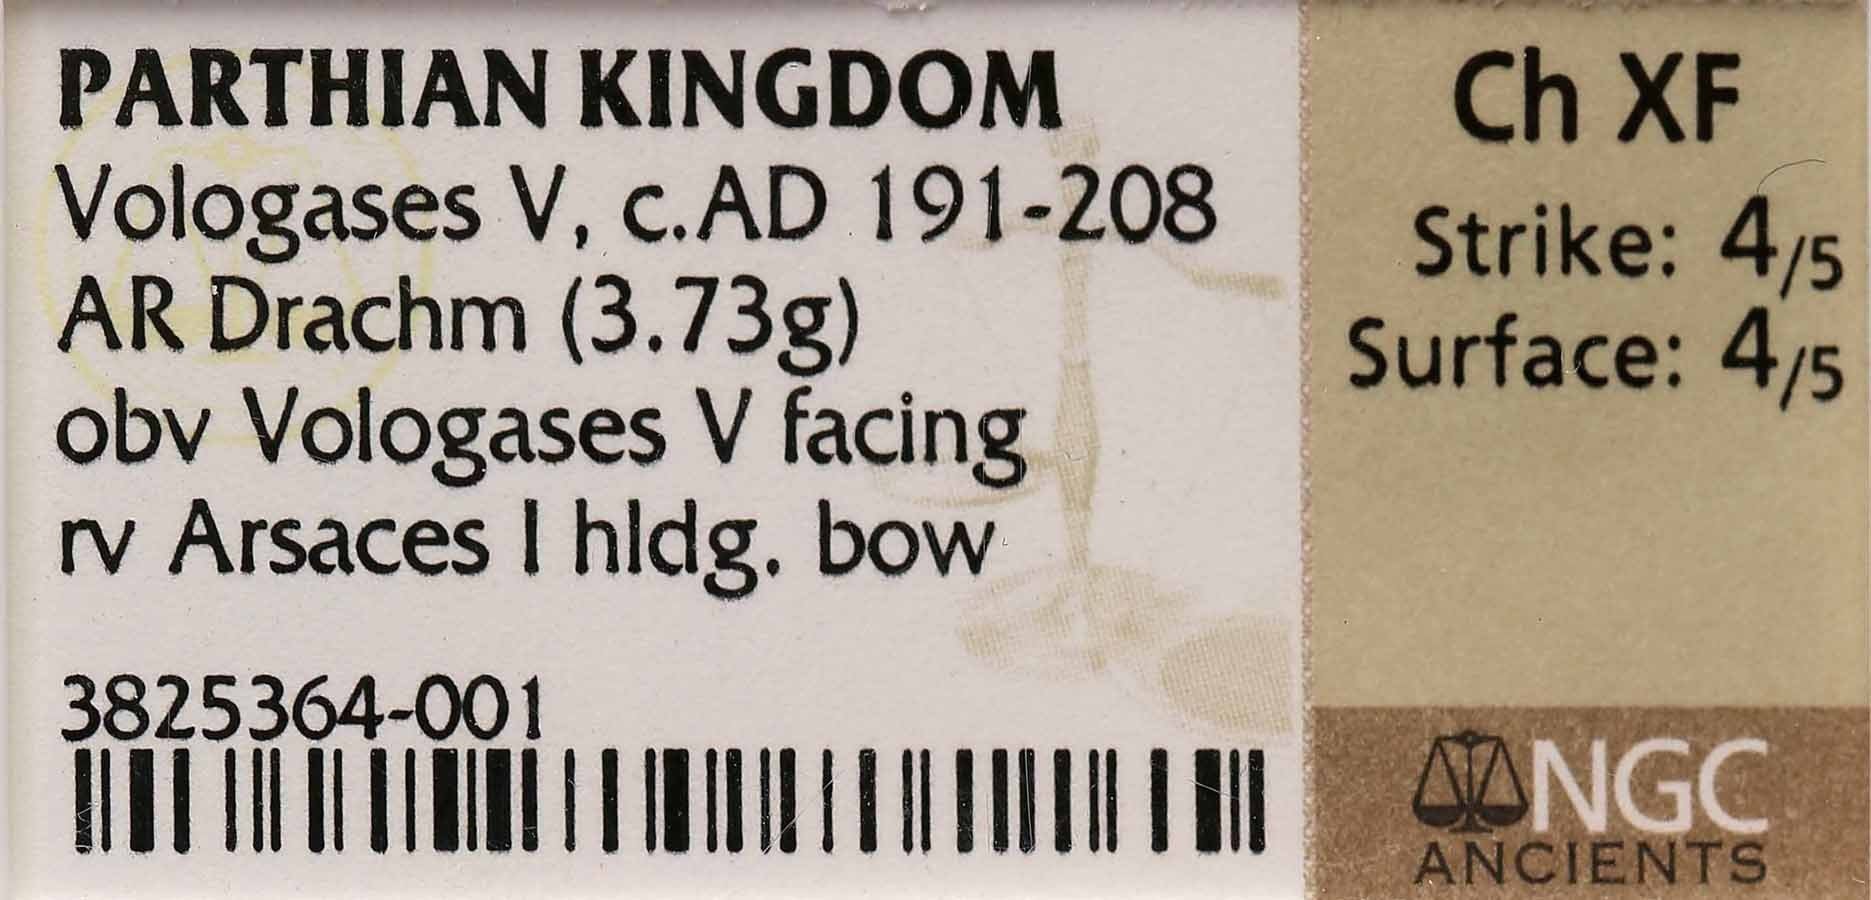 PARTHIAN KINGDOM
Vologases V, c.AD 191-208
AR Drachm (3.73g)
obv Vologases V facing
rv Arsaces I hldg. bow
3825364-001
Ch XF
Strike: 4/5
Surface: 4/5
NGC
ANCIENTS